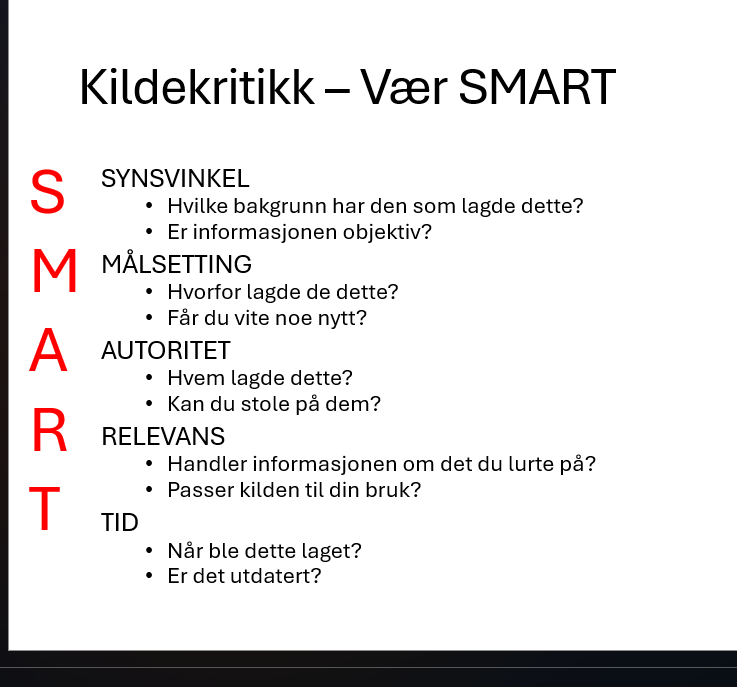 Kildekritikk – Vær SMART
S
SYNSVINKEL
• Hvilke bakgrunn har den som lagde dette?
• Er informasjonen objektiv?
M
MÅLSETTING
• Hvorfor lagde de dette?
• Får du vite noe nytt?
A
AUTORITET
• Hvem lagde dette?
• Kan du stole på dem?
R
RELEVANS
• Handler informasjonen om det du lurte på?
• Passer kilden til din bruk?
T
TID
• Når ble dette laget?
• Er det utdatert?